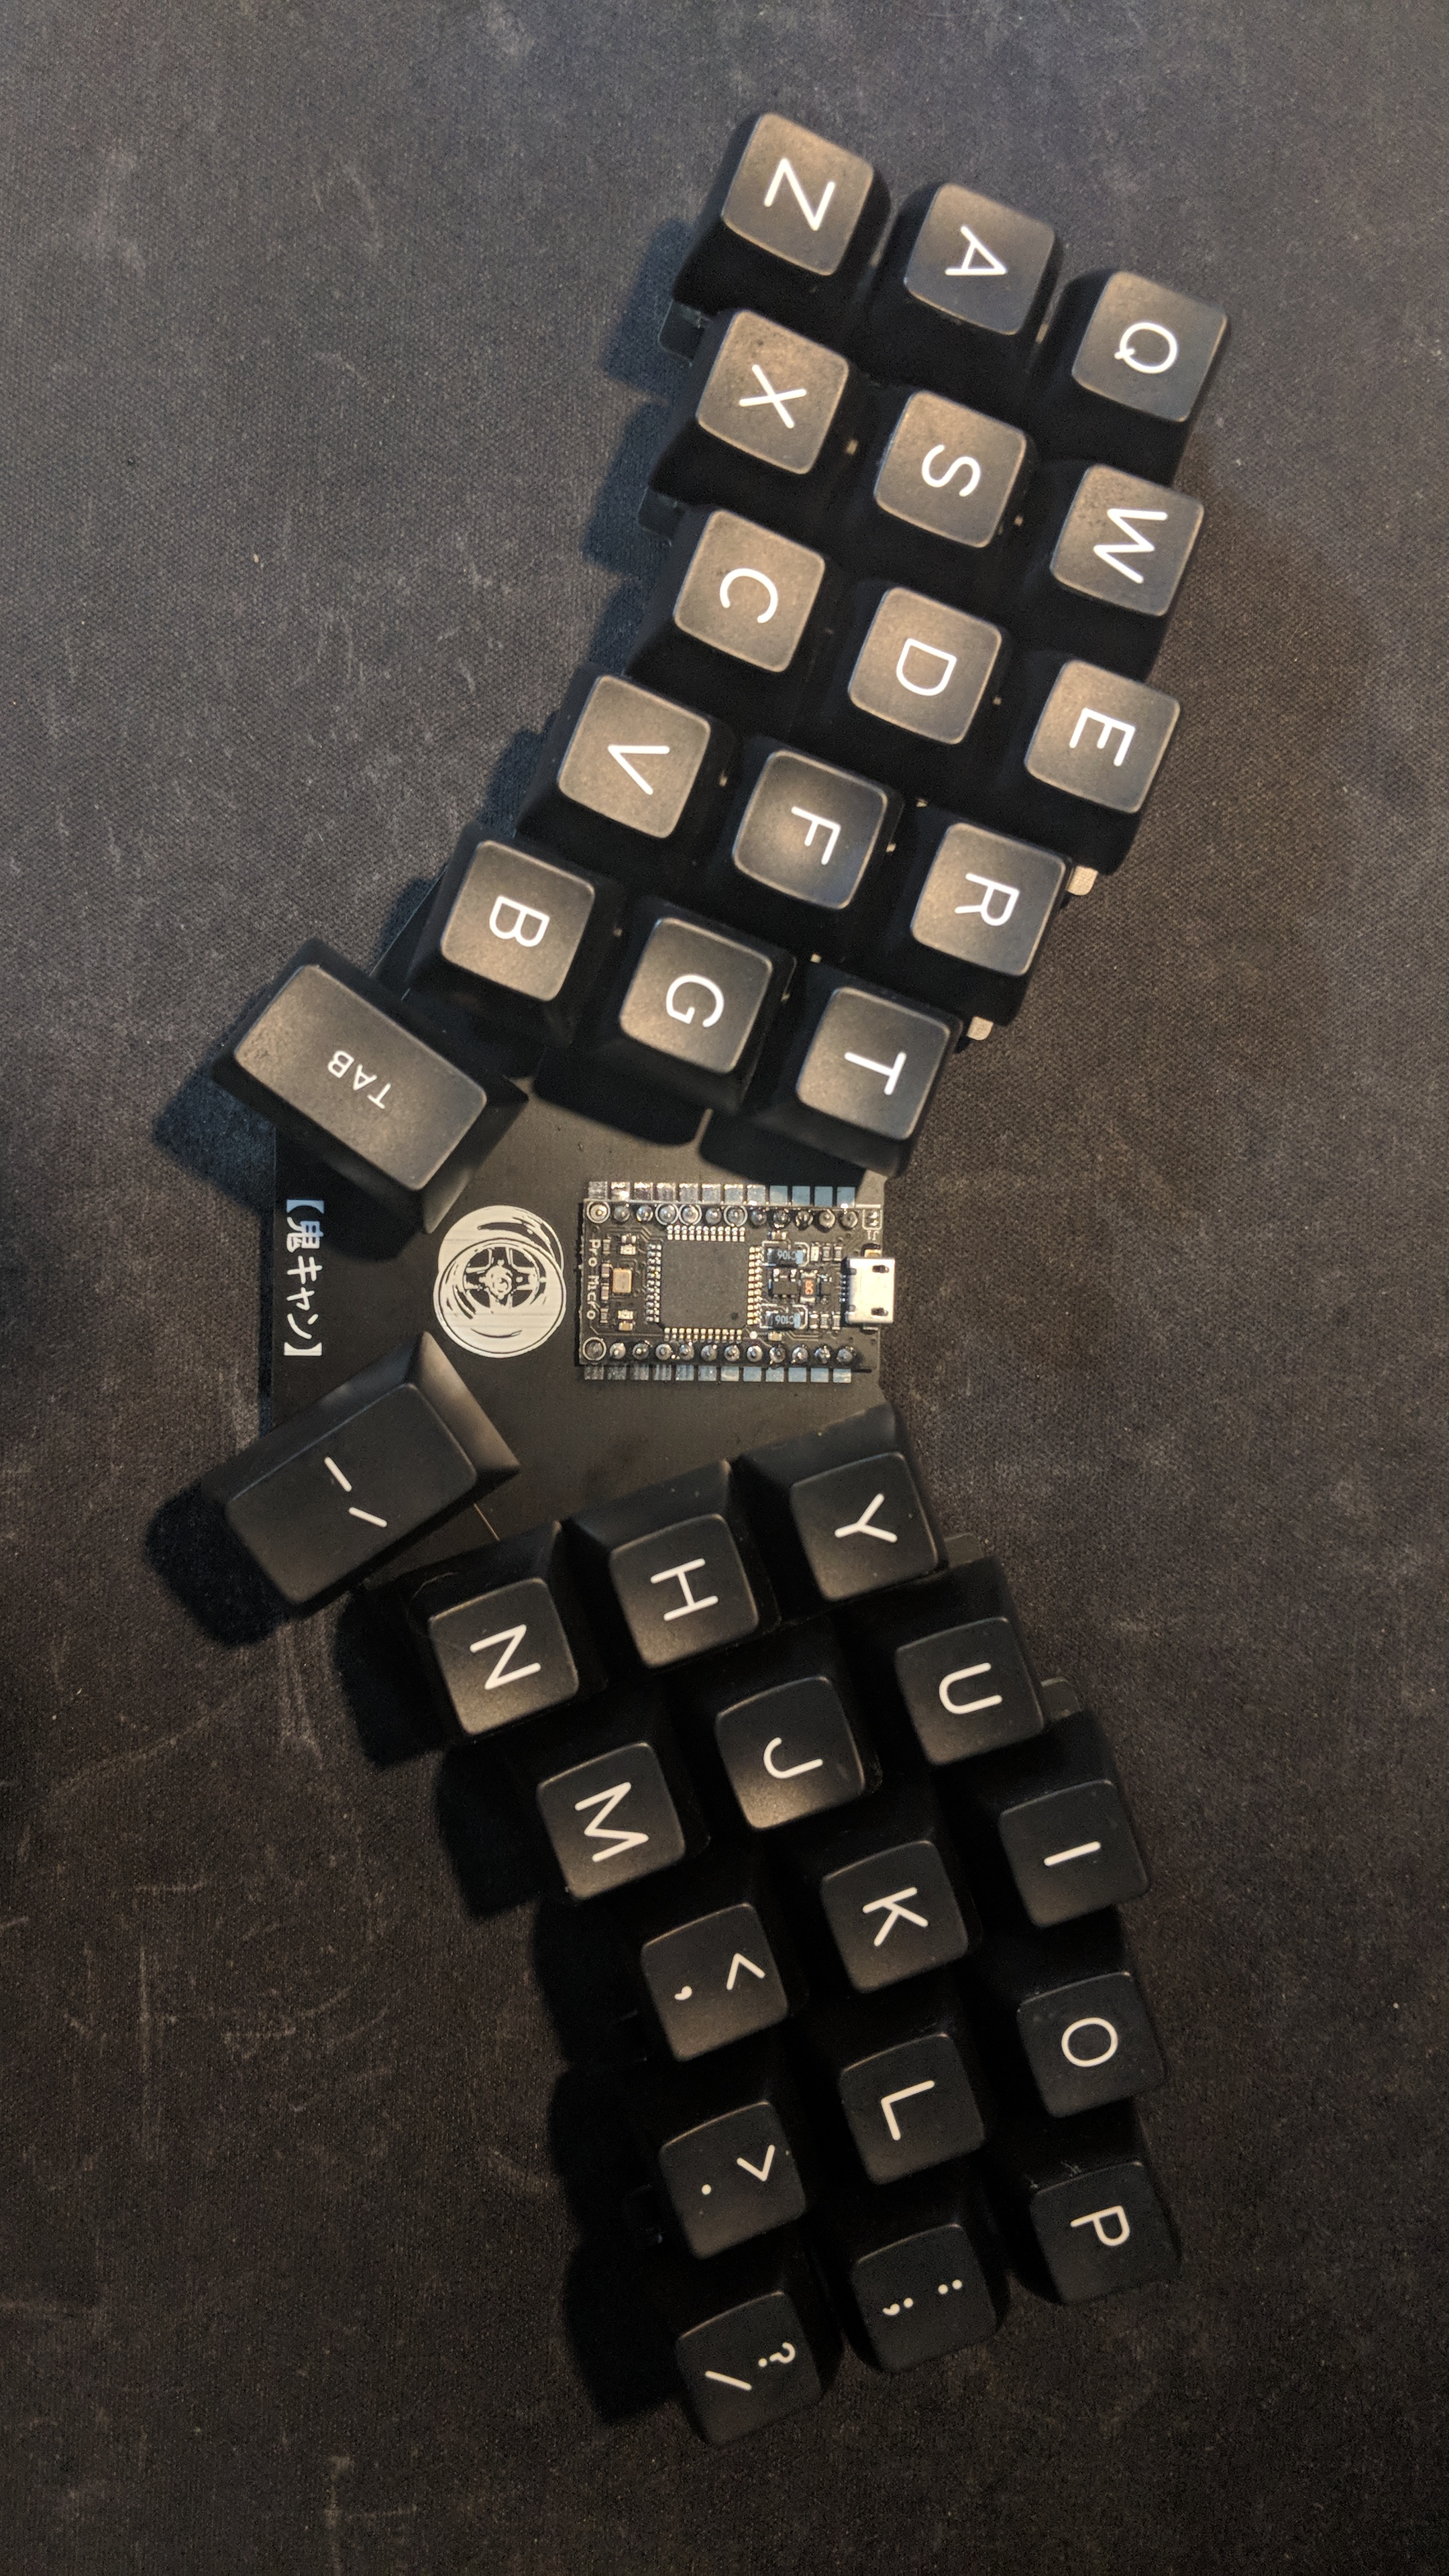 Q W E R T Y U I O P
A S D F G H J K L : ;
Z X C V B N M < , > . ? /
Pro Micro
TAB
【鬼キャン】